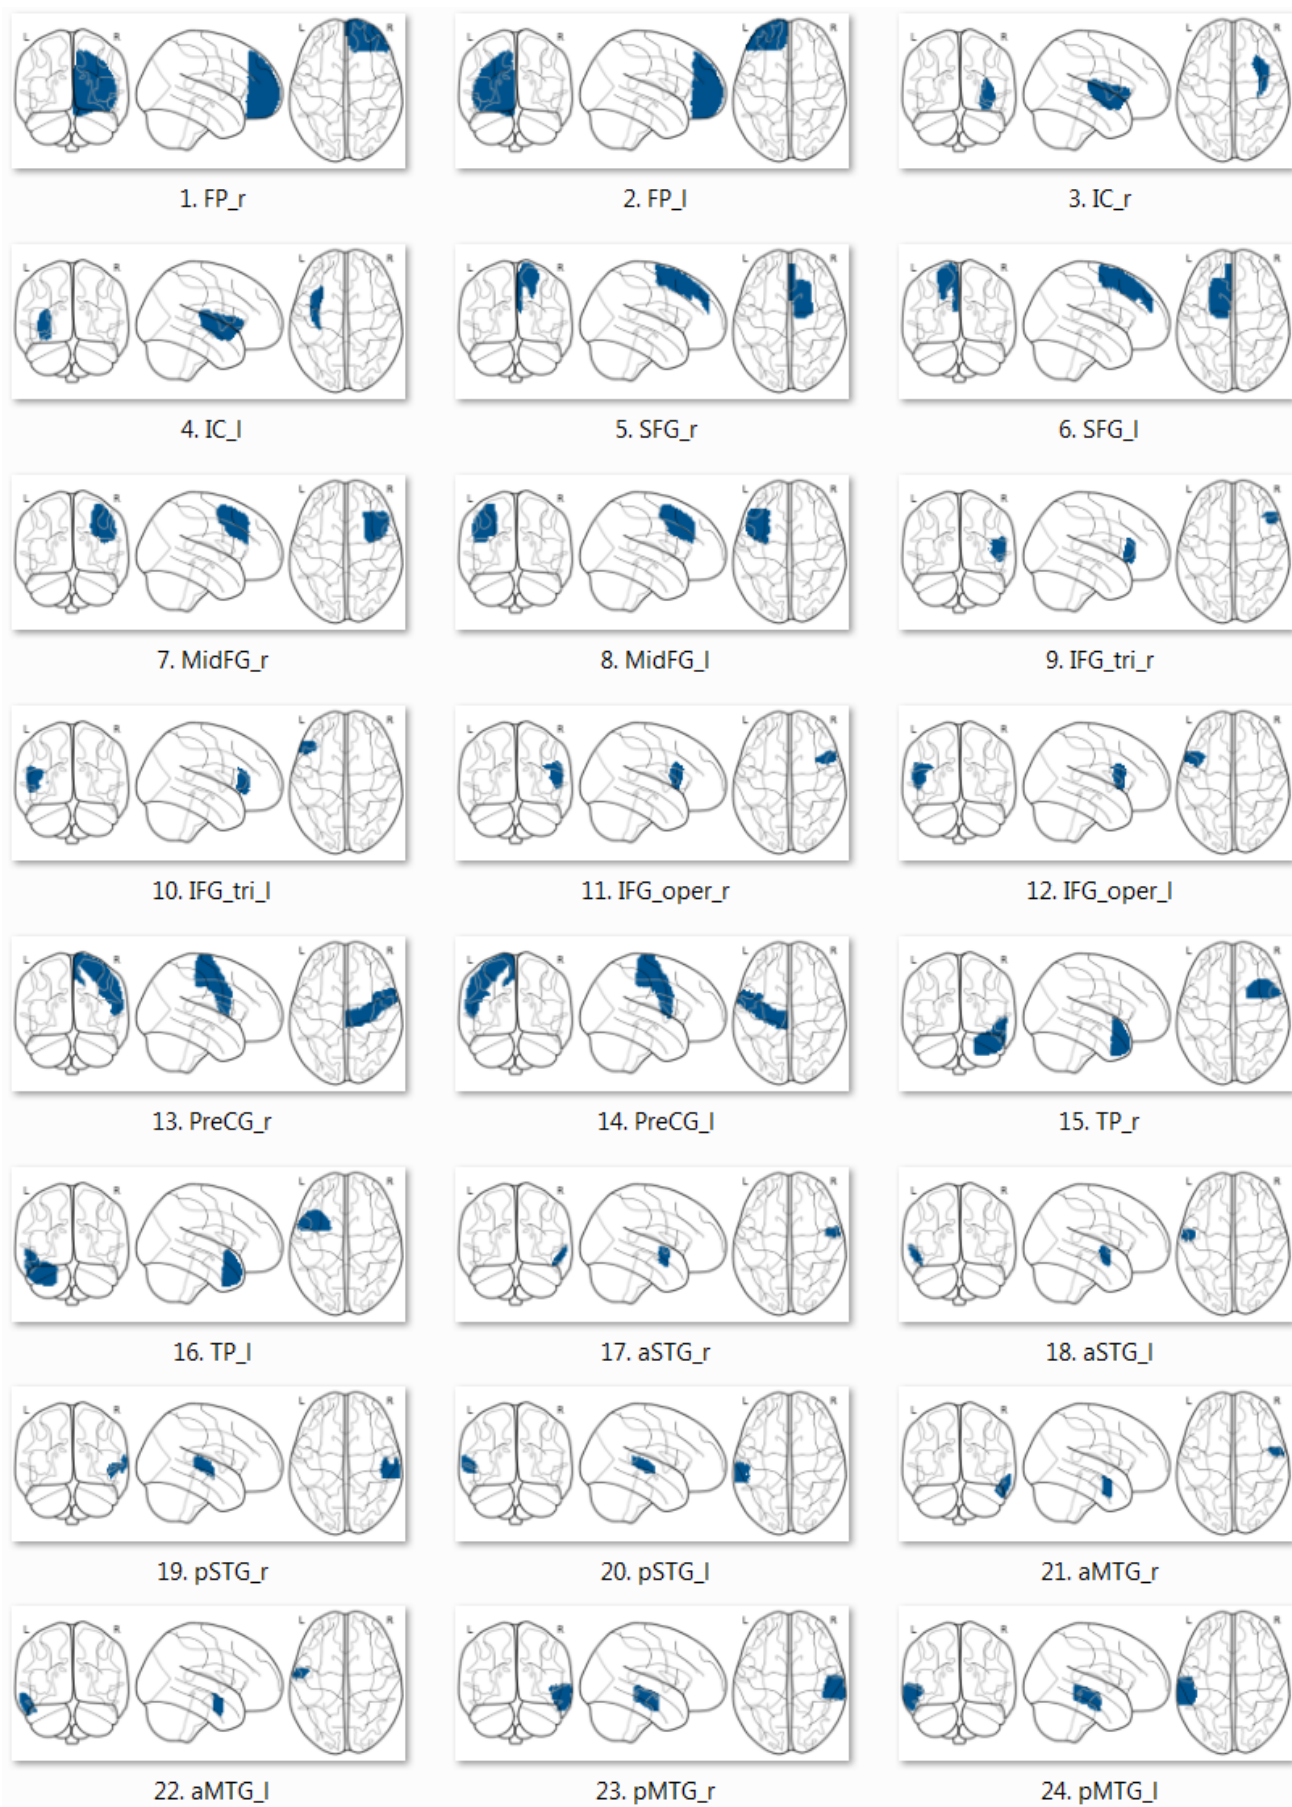 L R L R L R L R L R L R
1. FP_r 2. FP_l 3. IC_r
L R L R L R L R L R L R
4. IC_l 5. SFG_r 6. SFG_l
L R L R L R L R L R L R
7. MidFG_r 8. MidFG_l 9. IFG_tri_r
L R L R L R L R L R L R
10. IFG_tri_l 11. IFG_oper_r 12. IFG_oper_l
L R L R L R L R L R L R
13. PreCG_r 14. PreCG_l 15. TP_r
L R L R L R L R L R L R
16. TP_l 17. aSTG_r 18. aSTG_l
L R L R L R L R L R L R
19. pSTG_r 20. pSTG_l 21. aMTG_r
L R L R L R L R L R L R
22. aMTG_l 23. pMTG_r 24. pMTG_l